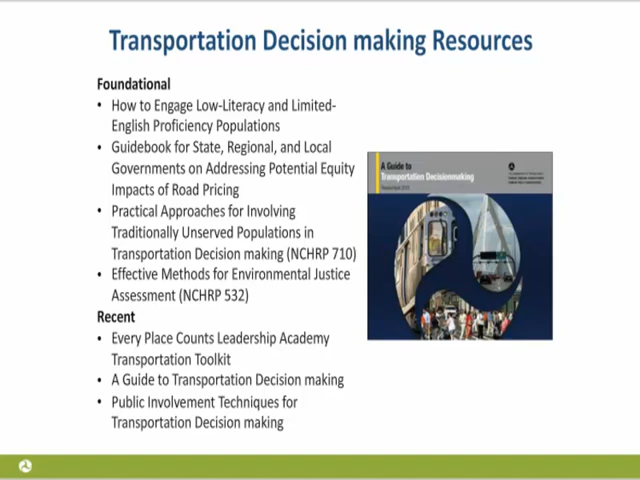 Transportation Decision making Resources
Foundational
• How to Engage Low-Literacy and Limited-
English Proficiency Populations
• Guidebook for State, Regional, and Local
Governments on Addressing Potential Equity
Impacts of Road Pricing
• Practical Approaches for Involving
Traditionally Unserved Populations in
Transportation Decision making (NCHRP 710)
• Effective Methods for Environmental Justice
Assessment (NCHRP 532)
Recent
• Every Place Counts Leadership Academy
Transportation Toolkit
• A Guide to Transportation Decision making
• Public Involvement Techniques for
Transportation Decision making
A Guide to
Transportation Decisionmaking